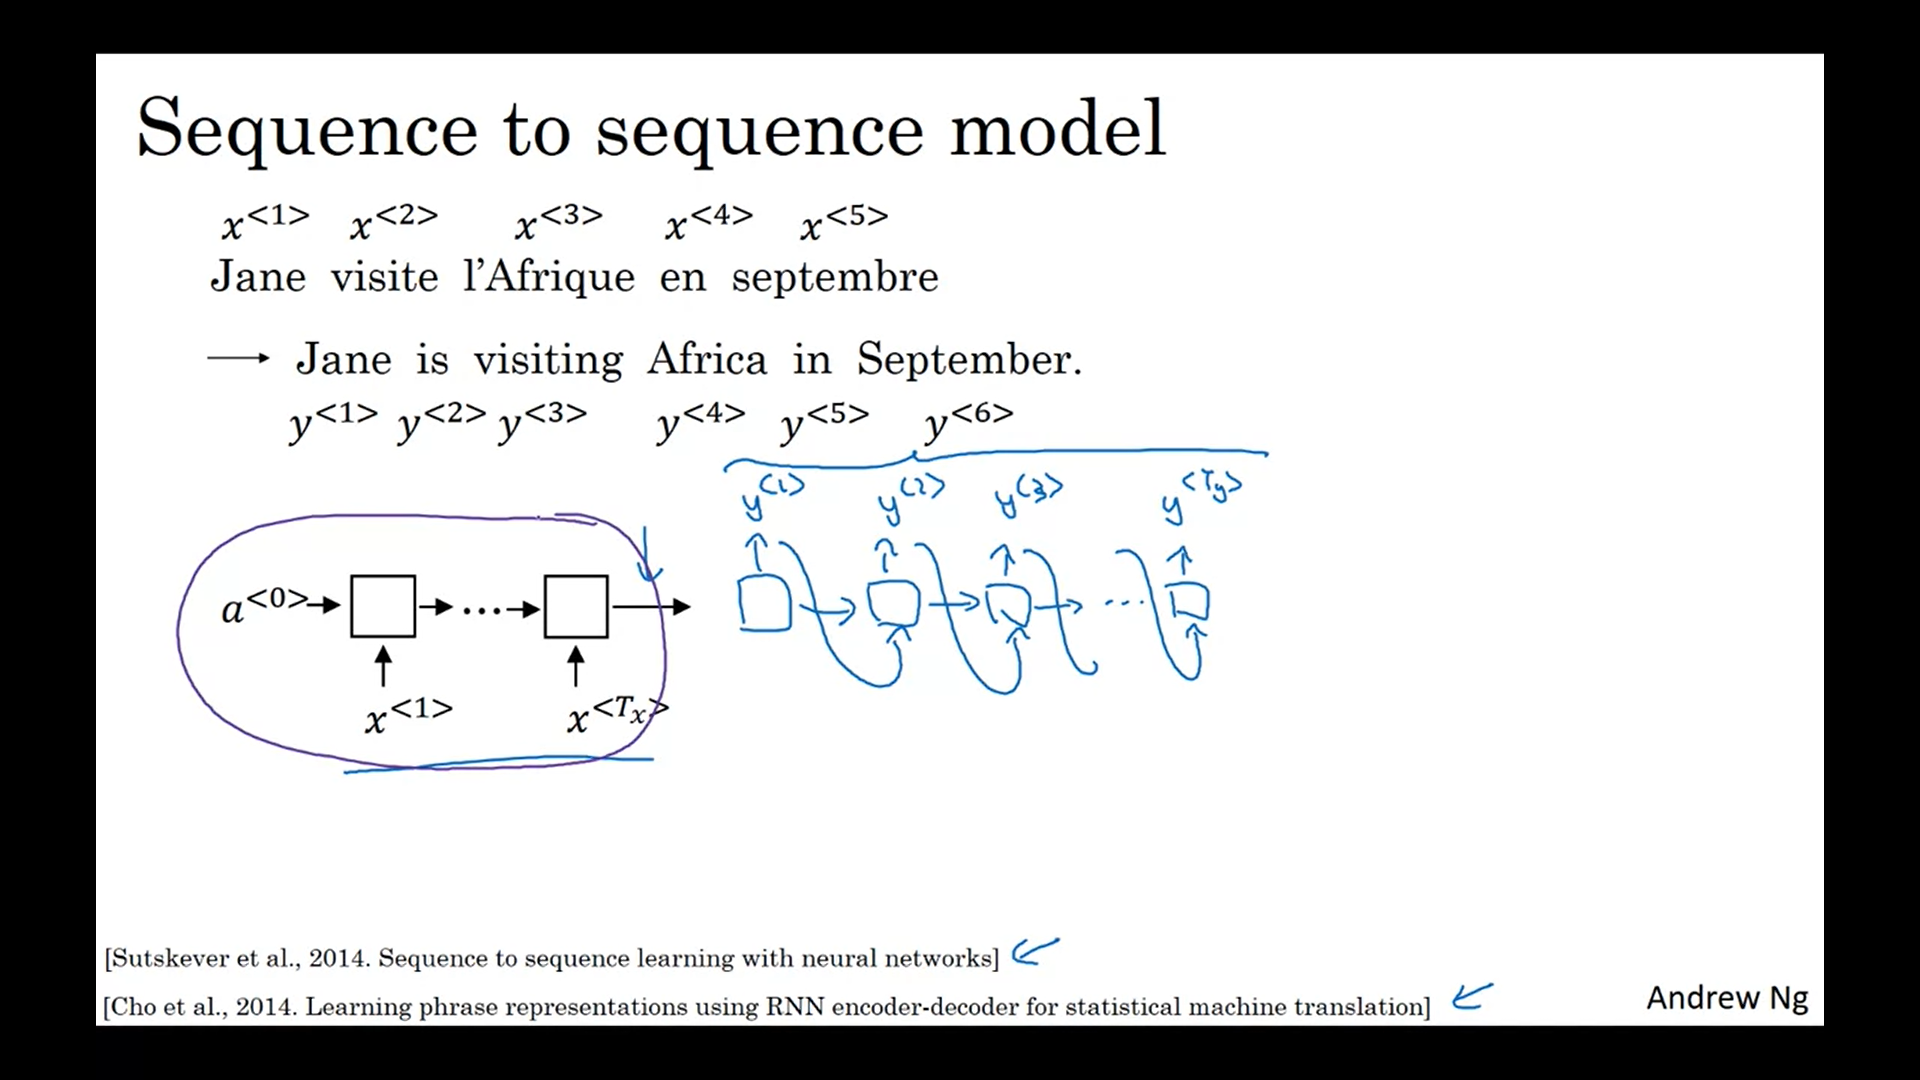 Sequence to sequence model
x<1> x<2> x<3> x<4> x<5>
Jane visite l’Afrique en septembre
→ Jane is visiting Africa in September.
y<1> y<2> y<3> y<4> y<5> y<6>
y<1> y<2> y<3> y<Ty>
a<0> → → ... → → → → → ...
x<1> x<Tx>
[Sutskever et al., 2014. Sequence to sequence learning with neural networks] ←
[Cho et al., 2014. Learning phrase representations using RNN encoder-decoder for statistical machine translation] ←
Andrew Ng